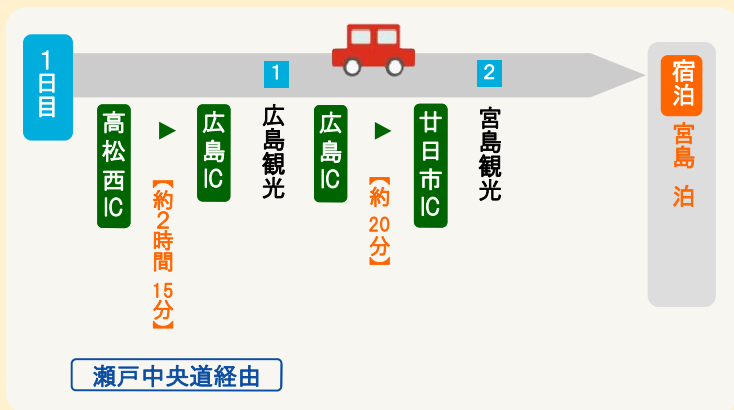 1日目
高松西IC
【約2時間15分】
広島IC
1
広島観光
広島IC
【約20分】
廿日市IC
2
宮島観光
宿泊
宮島 泊
瀬戸中央道経由